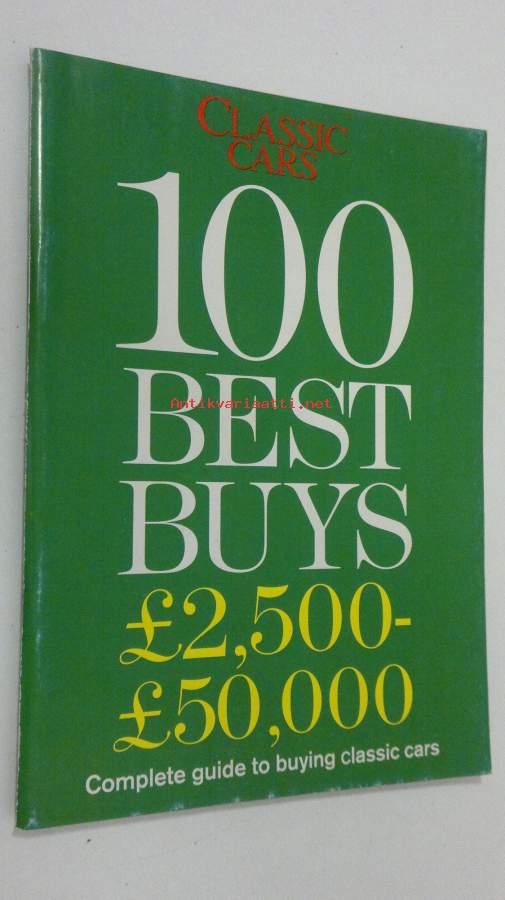 CLASSIC
CARS
100
BEST
Antikvariaatti.net
BUYS
£2,500-
£50,000
Complete guide to buying classic cars